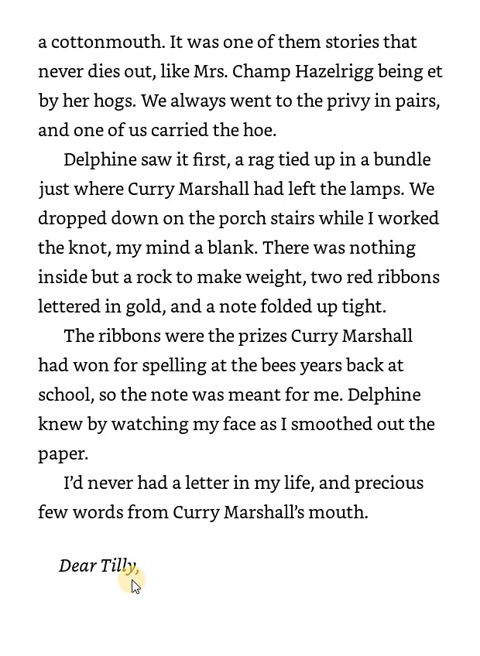 a cottonmouth. It was one of them stories that
never dies out, like Mrs. Champ Hazelrigg being et
by her hogs. We always went to the privy in pairs,
and one of us carried the hoe.
Delphine saw it first, a rag tied up in a bundle
just where Curry Marshall had left the lamps. We
dropped down on the porch stairs while I worked
the knot, my mind a blank. There was nothing
inside but a rock to make weight, two red ribbons
lettered in gold, and a note folded up tight.
The ribbons were the prizes Curry Marshall
had won for spelling at the bees years back at
school, so the note was meant for me. Delphine
knew by watching my face as I smoothed out the
paper.
I’d never had a letter in my life, and precious
few words from Curry Marshall’s mouth.
Dear Tilly,